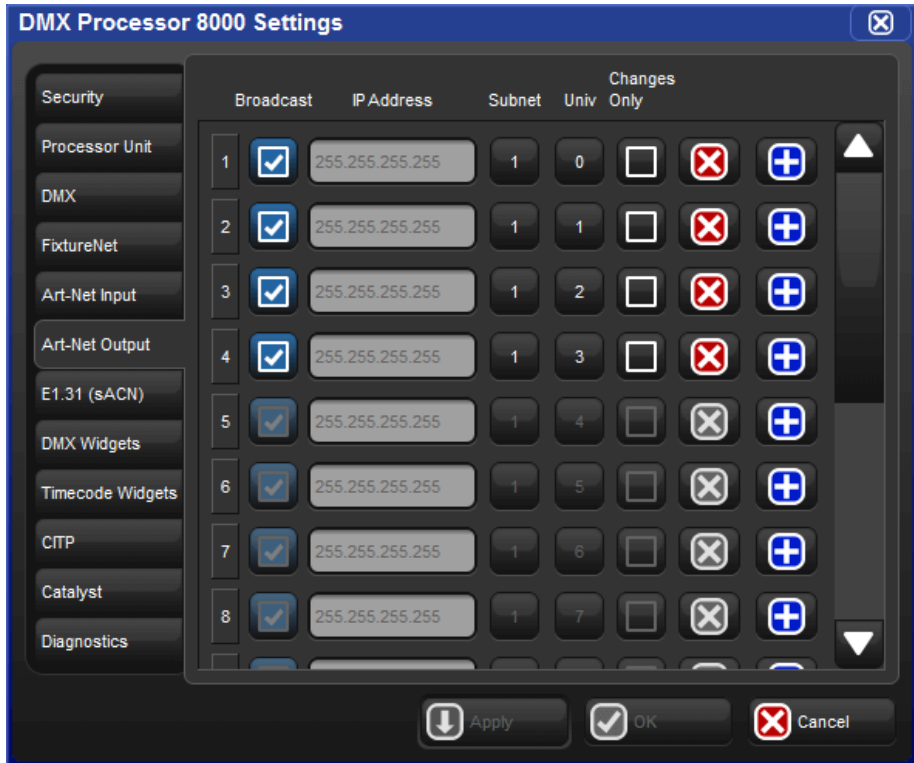 DMX Processor 8000 Settings
Security
Processor Unit
DMX
FixtureNet
Art-Net Input
Art-Net Output
E1.31 (sACN)
DMX Widgets
Timecode Widgets
CITP
Catalyst
Diagnostics
Broadcast IP Address Subnet Univ Changes Only
1 255.255.255.255 1 0
2 255.255.255.255 1 1
3 255.255.255.255 1 2
4 255.255.255.255 1 3
5 255.255.255.255 1 4
6 255.255.255.255 1 5
7 255.255.255.255 1 6
8 255.255.255.255 1 7
Apply OK Cancel